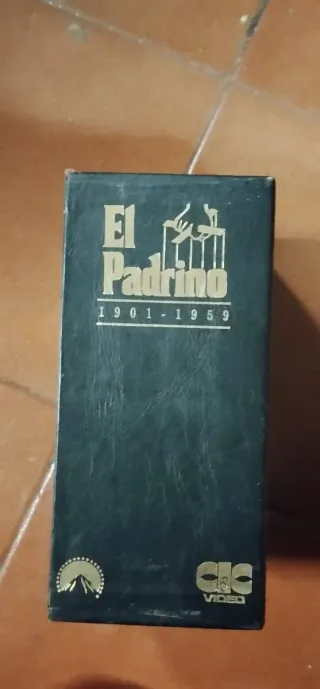 El
Padrino
1901-1959
CIC
VIDEO